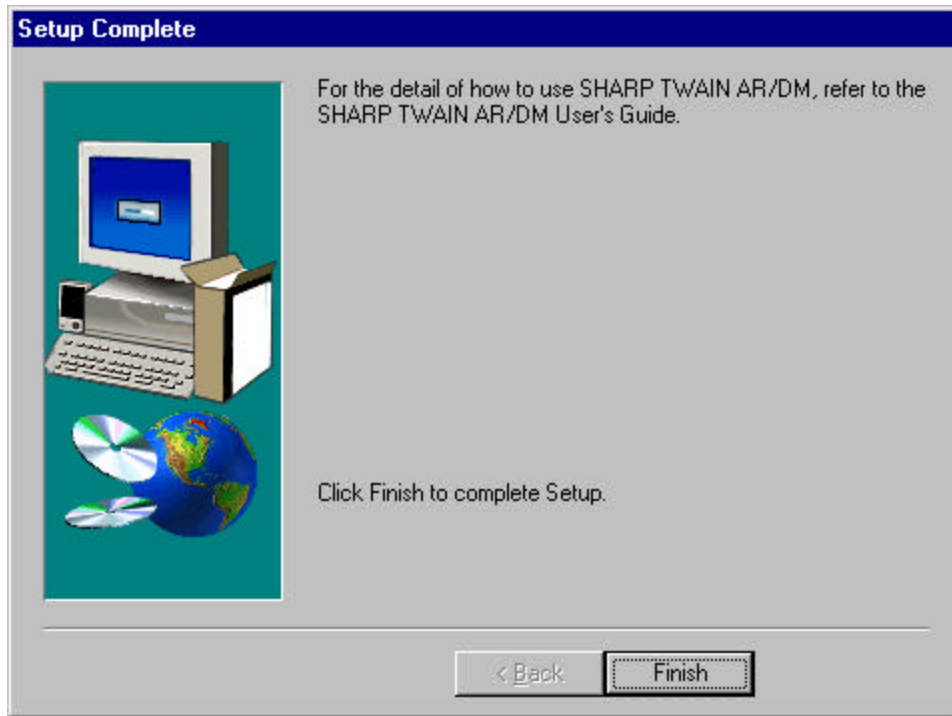 Setup Complete
For the detail of how to use SHARP TWAIN AR/DM, refer to the
SHARP TWAIN AR/DM User's Guide.
Click Finish to complete Setup.
< Back
Finish